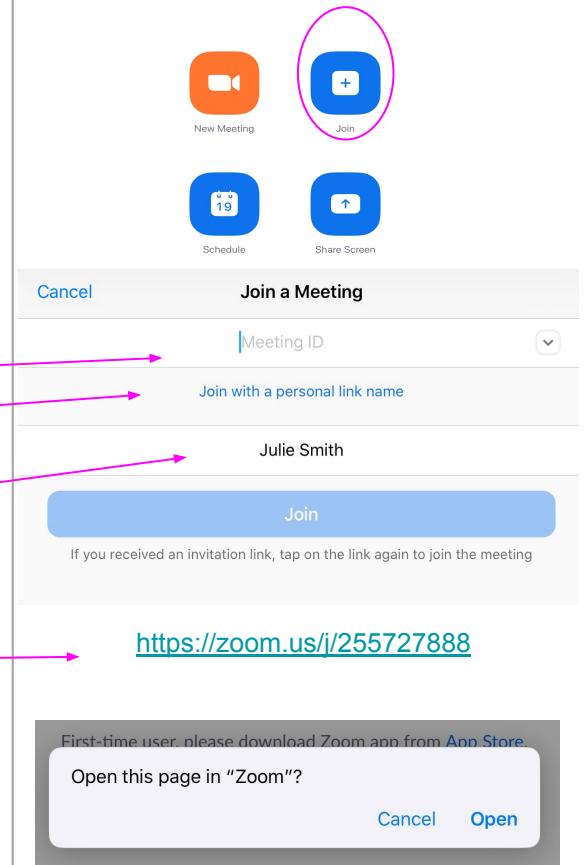 New Meeting Join
19
Schedule Share Screen
Cancel Join a Meeting
Meeting ID
Join with a personal link name
Julie Smith
Join
If you received an invitation link, tap on the link again to join the meeting
https://zoom.us/j/255727888
First-time user, please download Zoom app from App Store.
Open this page in “Zoom”?
Cancel Open